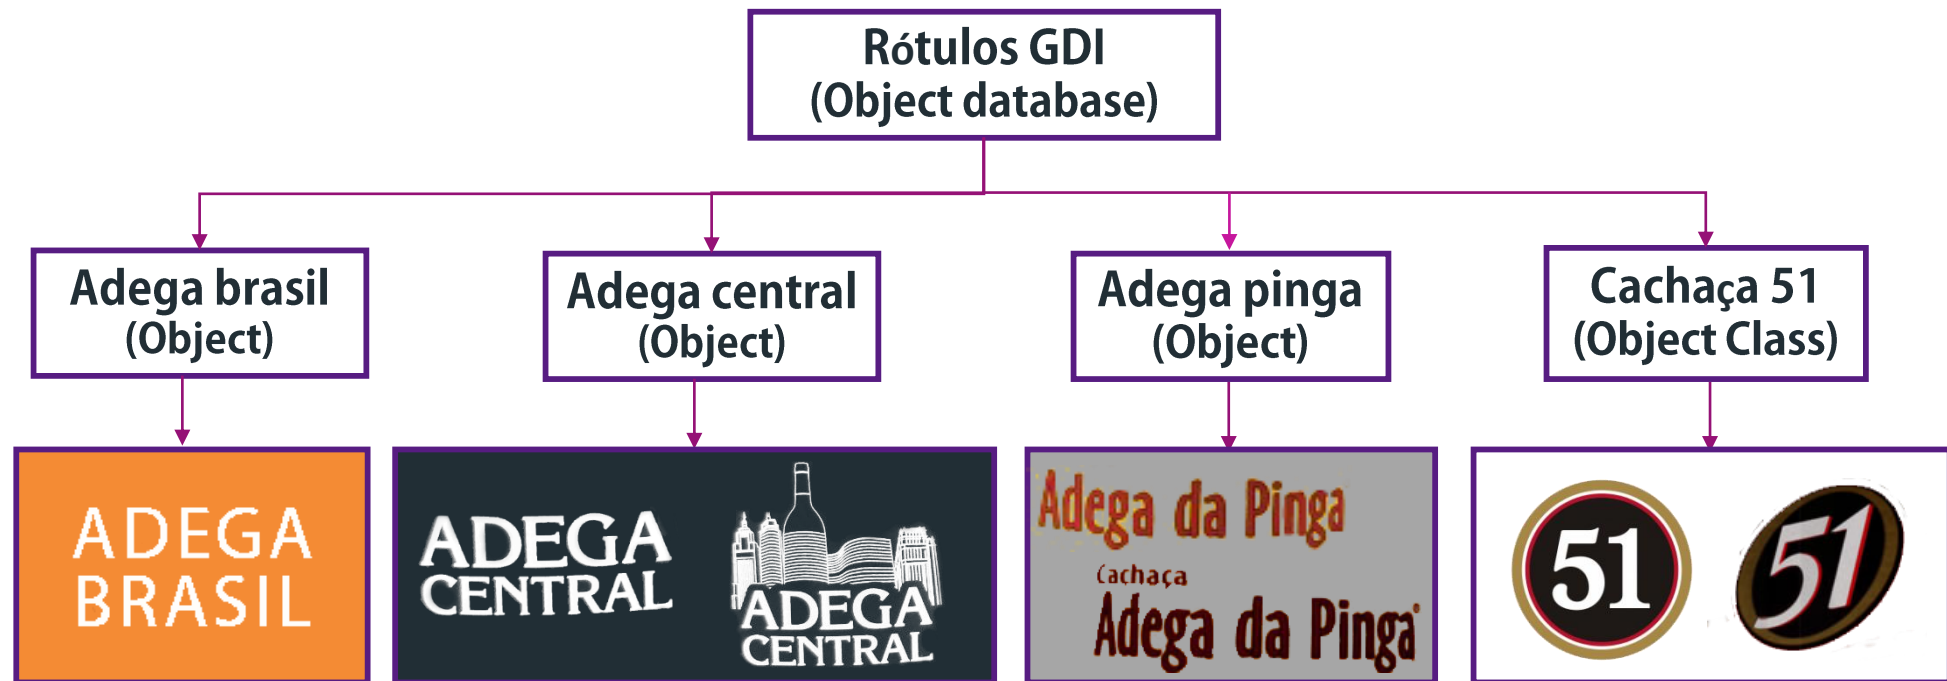 Rótulos GDI
(Object database)
Adega brasil
(Object)
Adega central
(Object)
Adega pinga
(Object)
Cachaça 51
(Object Class)
ADEGA
BRASIL
ADEGA
CENTRAL
ADEGA
CENTRAL
Adega da Pinga
Cachaça
Adega da Pinga
51
51